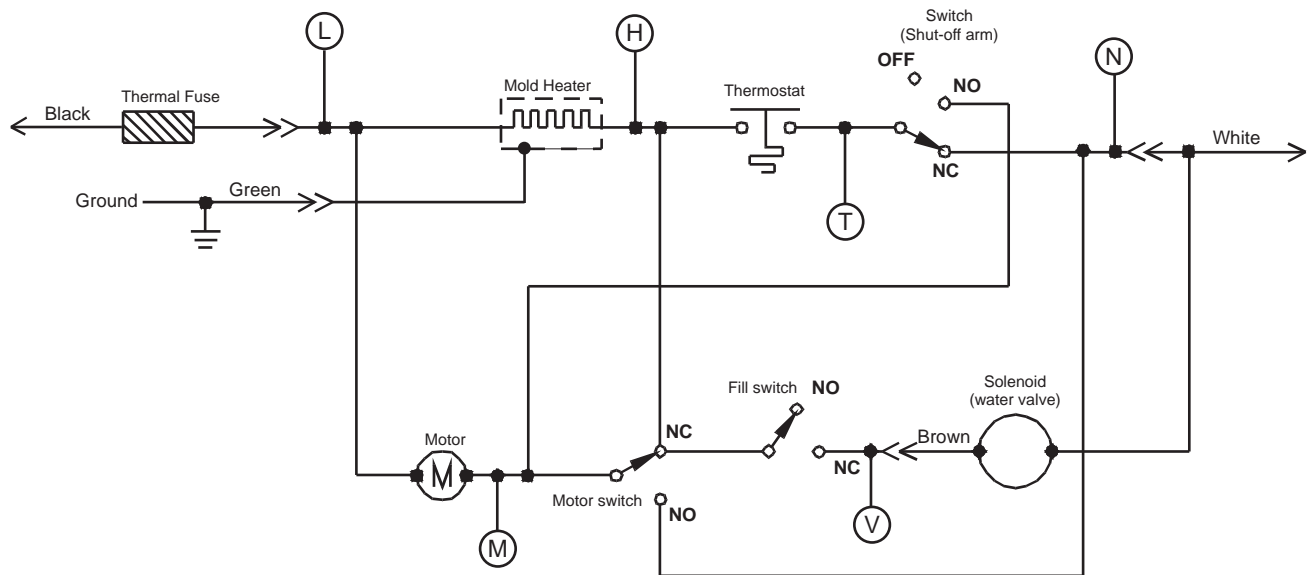 L
H
Switch
(Shut-off arm)
OFF
NO
N
Black
Thermal Fuse
Mold Heater
Thermostat
NC
White
Ground
Green
T
Fill switch
NO
Solenoid
(water valve)
Motor
M
NC
Brown
NC
Motor switch
NO
V
M